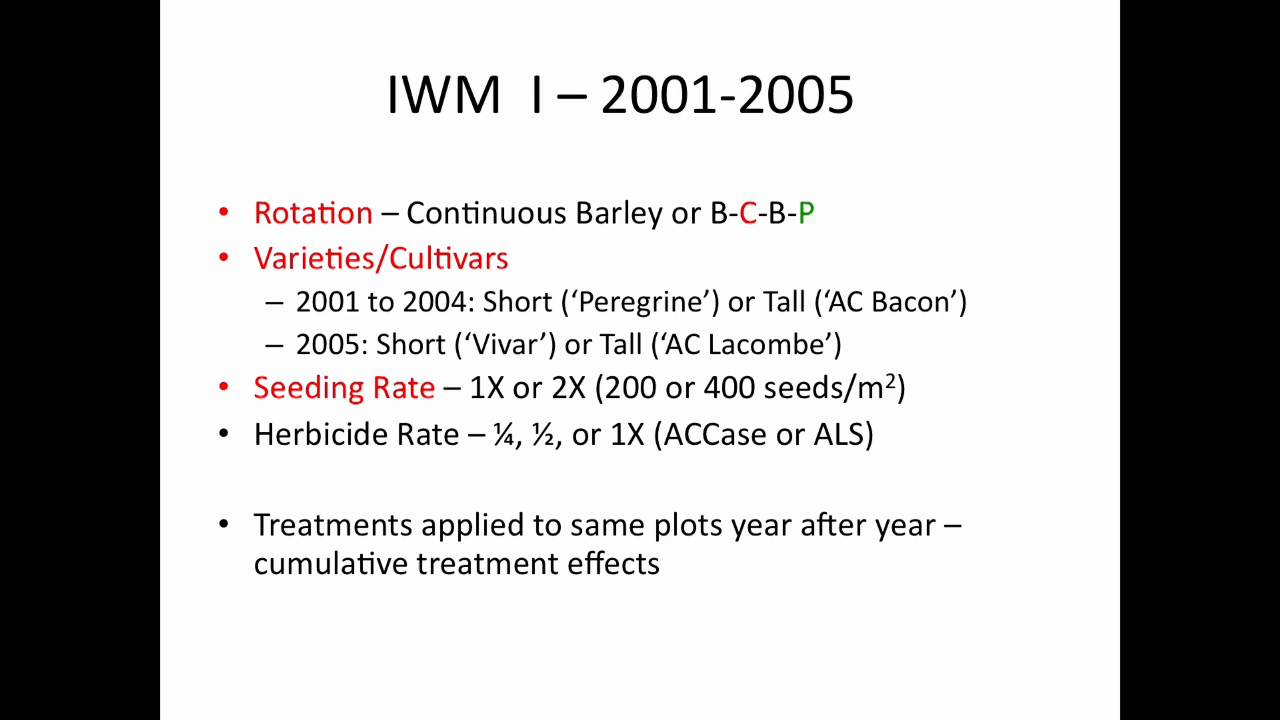 IWM I – 2001-2005
• Rotation – Continuous Barley or B-C-B-P
• Varieties/Cultivars
– 2001 to 2004: Short (‘Peregrine’) or Tall (‘AC Bacon’)
– 2005: Short (‘Vivar’) or Tall (‘AC Lacombe’)
• Seeding Rate – 1X or 2X (200 or 400 seeds/m²)
• Herbicide Rate – ¼, ½, or 1X (ACCase or ALS)
• Treatments applied to same plots year after year –
cumulative treatment effects